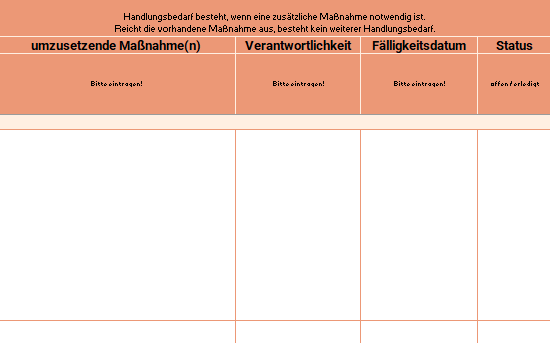 Handlungsbedarf besteht, wenn eine zusätzliche Maßnahme notwendig ist.
Reicht die vorhandene Maßnahme aus, besteht kein weiterer Handlungsbedarf.
umzusetzende Maßnahme(n) Verantwortlichkeit Fälligkeitsdatum Status
Bitte eintragen! Bitte eintragen! Bitte eintragen! offen / erledigt